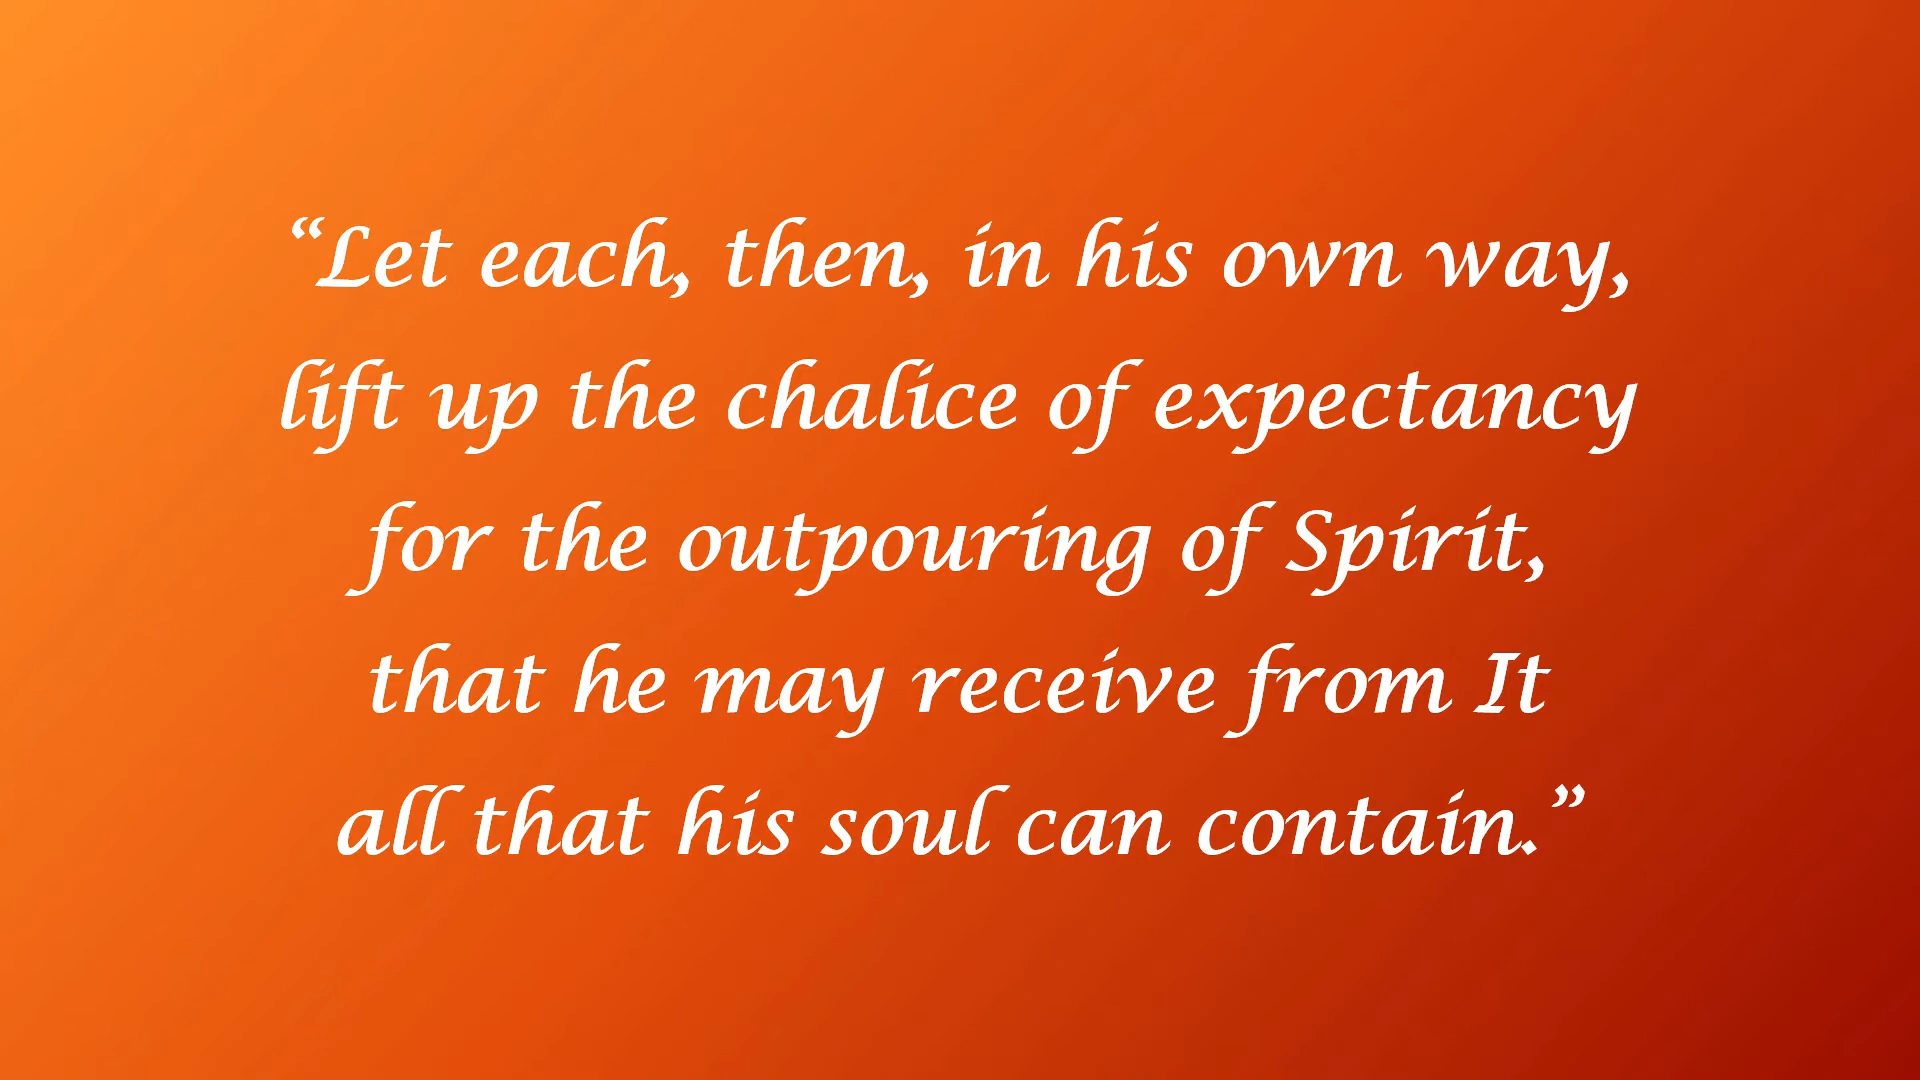 “Let each, then, in his own way,
lift up the chalice of expectancy
for the outpouring of Spirit,
that he may receive from It
all that his soul can contain.”